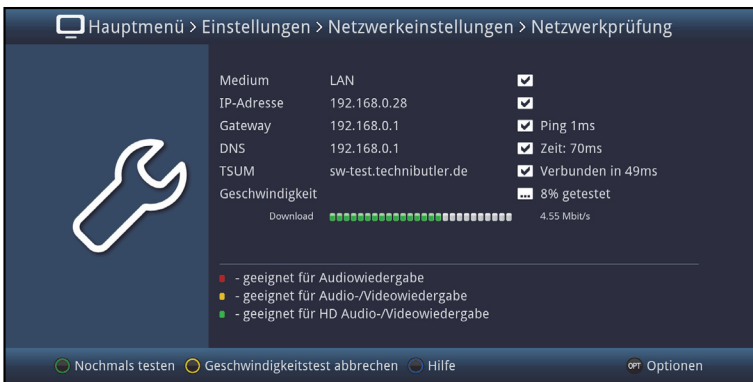 Hauptmenü > Einstellungen > Netzwerkeinstellungen > Netzwerkprüfung
Medium LAN
IP-Adresse 192.168.0.28
Gateway 192.168.0.1 Ping 1ms
DNS 192.168.0.1 Zeit: 70ms
TSUM sw-test.technibutler.de Verbunden in 49ms
Geschwindigkeit ... 8% getestet
Download 4.55 Mbit/s
- geeignet für Audiowiedergabe
- geeignet für Audio-/Videowiedergabe
- geeignet für HD Audio-/Videowiedergabe
Nochmals testen Geschwindigkeitstest abbrechen Hilfe OPT Optionen